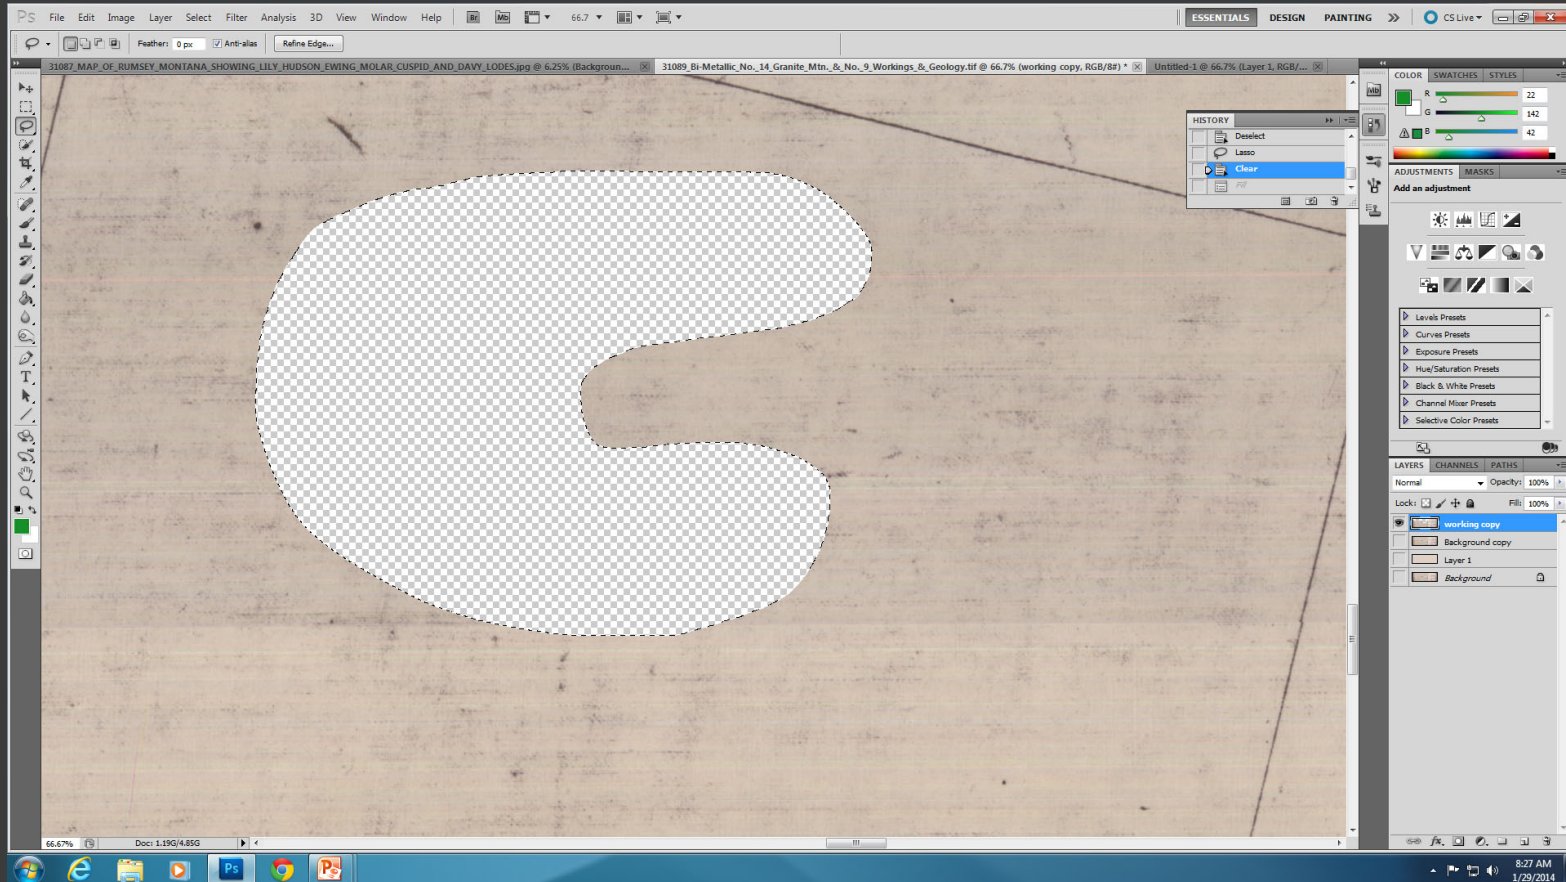 Ps File Edit Image Layer Select Filter Analysis 3D View Window Help Br Mb 66.7 ESSENTIALS DESIGN PAINTING CS Live
Feather: 0 px Anti-alias Refine Edge...
31087_MAP_OF_RUMSEY_MONTANA_SHOWING_LILY_HUDSON_EWING_MOLAR_CUSPID_AND_DAVY_LODES.jpg @ 6.25% (Backgroun... 31089_Bi-Metallic_No._14_Granite_Mtn._&_No._9_Workings_&_Geology.tif @ 66.7% (working copy, RGB/8#) * Untitled-1 @ 66.7% (Layer 1, RGB/...
COLOR SWATCHES STYLES
R 22
G 142
B 42
HISTORY
Deselect
Lasso
Clear
Fill
Mb
ADJUSTMENTS MASKS
Add an adjustment
Levels Presets
Curves Presets
Exposure Presets
Hue/Saturation Presets
Black & White Presets
Channel Mixer Presets
Selective Color Presets
LAYERS CHANNELS PATHS
Normal Opacity: 100%
Lock: Fill: 100%
working copy
Background copy
Layer 1
Background
T
66.67% Doc: 1.19G/4.85G
fx.
Ps
8:27 AM
1/29/2014